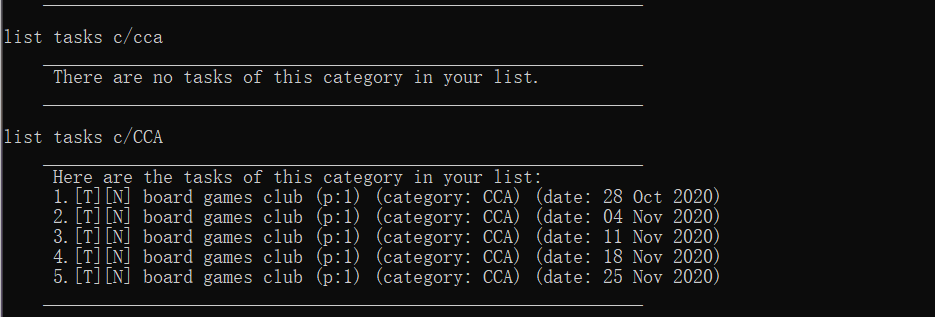 list tasks c/cca
There are no tasks of this category in your list.
list tasks c/CCA
Here are the tasks of this category in your list:
1.[T][N] board games club (p:1) (category: CCA) (date: 28 Oct 2020)
2.[T][N] board games club (p:1) (category: CCA) (date: 04 Nov 2020)
3.[T][N] board games club (p:1) (category: CCA) (date: 11 Nov 2020)
4.[T][N] board games club (p:1) (category: CCA) (date: 18 Nov 2020)
5.[T][N] board games club (p:1) (category: CCA) (date: 25 Nov 2020)